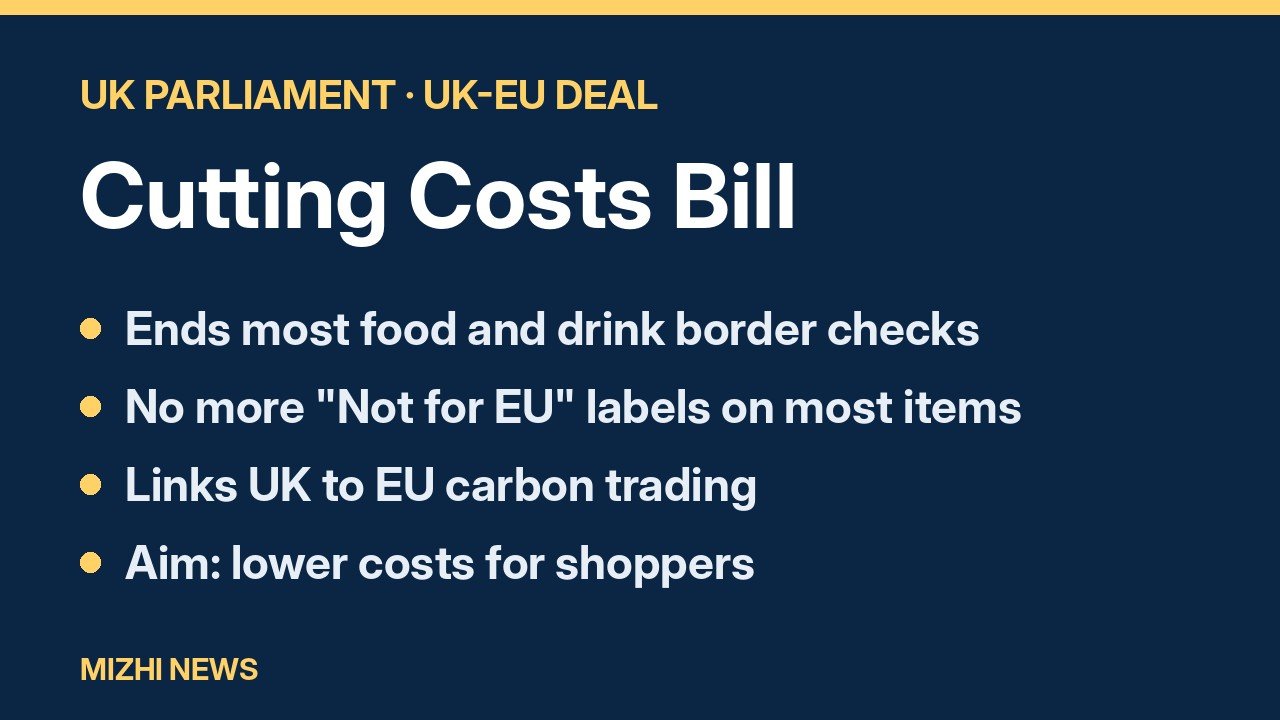 UK PARLIAMENT · UK-EU DEAL
Cutting Costs Bill
Ends most food and drink border checks
No more "Not for EU" labels on most items
Links UK to EU carbon trading
Aim: lower costs for shoppers
MIZHI NEWS